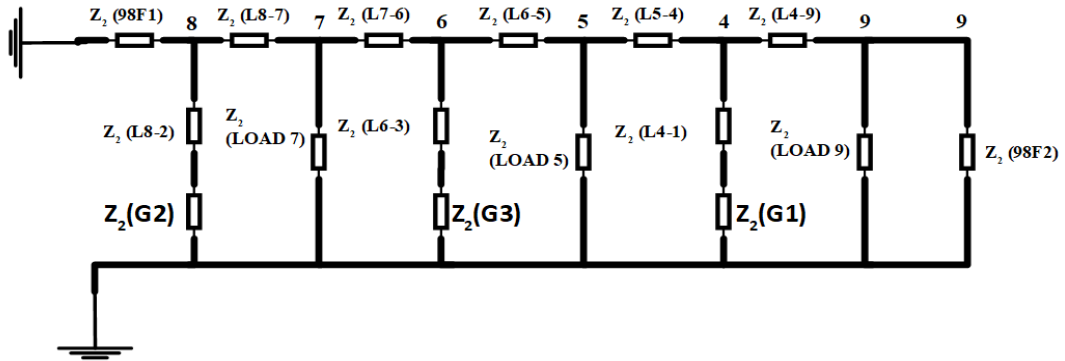 Z₂ (98F1) 8 Z₂ (L8-7) 7 Z₂ (L7-6) 6 Z₂ (L6-5) 5 Z₂ (L5-4) 4 Z₂ (L4-9) 9 9
Z₂ (L8-2)
Z₂
(LOAD 7)
Z₂ (L6-3)
Z₂
(LOAD 5)
Z₂ (L4-1)
Z₂
(LOAD 9)
Z₂ (98F2)
Z₂(G2) Z₂(G3) Z₂(G1)